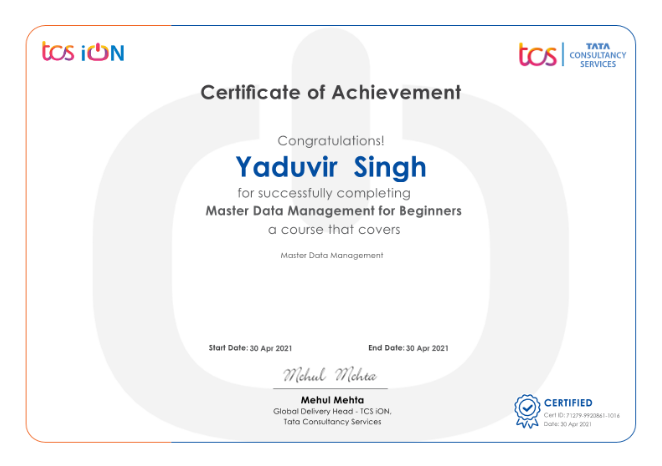 tcs iON
tcs | TATA
CONSULTANCY
SERVICES
Certificate of Achievement
Congratulations!
Yaduvir Singh
for successfully completing
Master Data Management for Beginners
a course that covers
Master Data Management
Start Date: 30 Apr 2021 End Date: 30 Apr 2021
Mehul Mehta
Mehul Mehta
Global Delivery Head - TCS iON,
Tata Consultancy Services
CERTIFIED
Cert ID: 71279-9920861-1016
Date: 30 Apr 2021